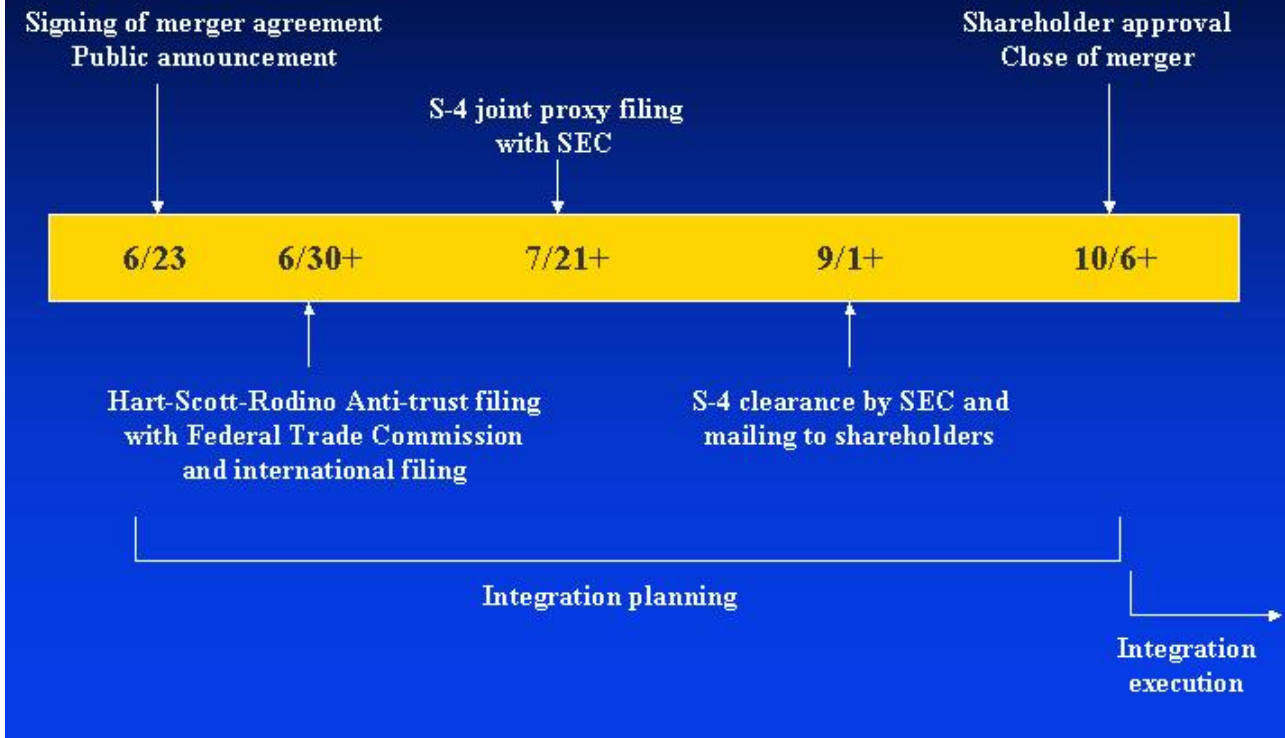 Signing of merger agreement
Public announcement
Shareholder approval
Close of merger
S-4 joint proxy filing
with SEC
6/23
6/30+
7/21+
9/1+
10/6+
Hart-Scott-Rodino Anti-trust filing
with Federal Trade Commission
and international filing
S-4 clearance by SEC and
mailing to shareholders
Integration planning
Integration
execution